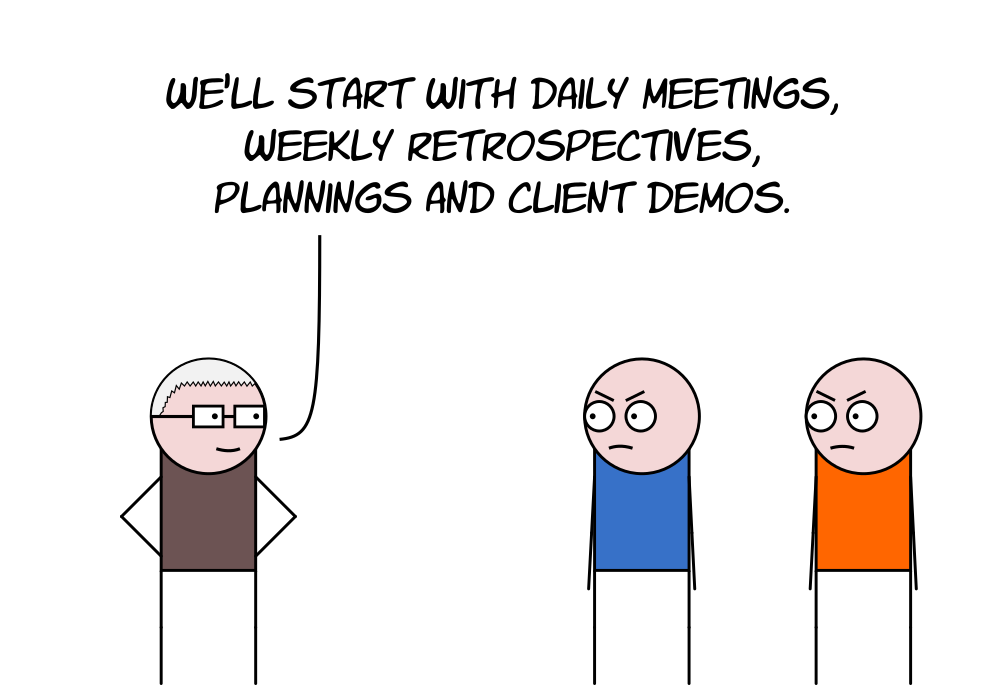 WE'LL START WITH DAILY MEETINGS,
WEEKLY RETROSPECTIVES,
PLANNINGS AND CLIENT DEMOS.